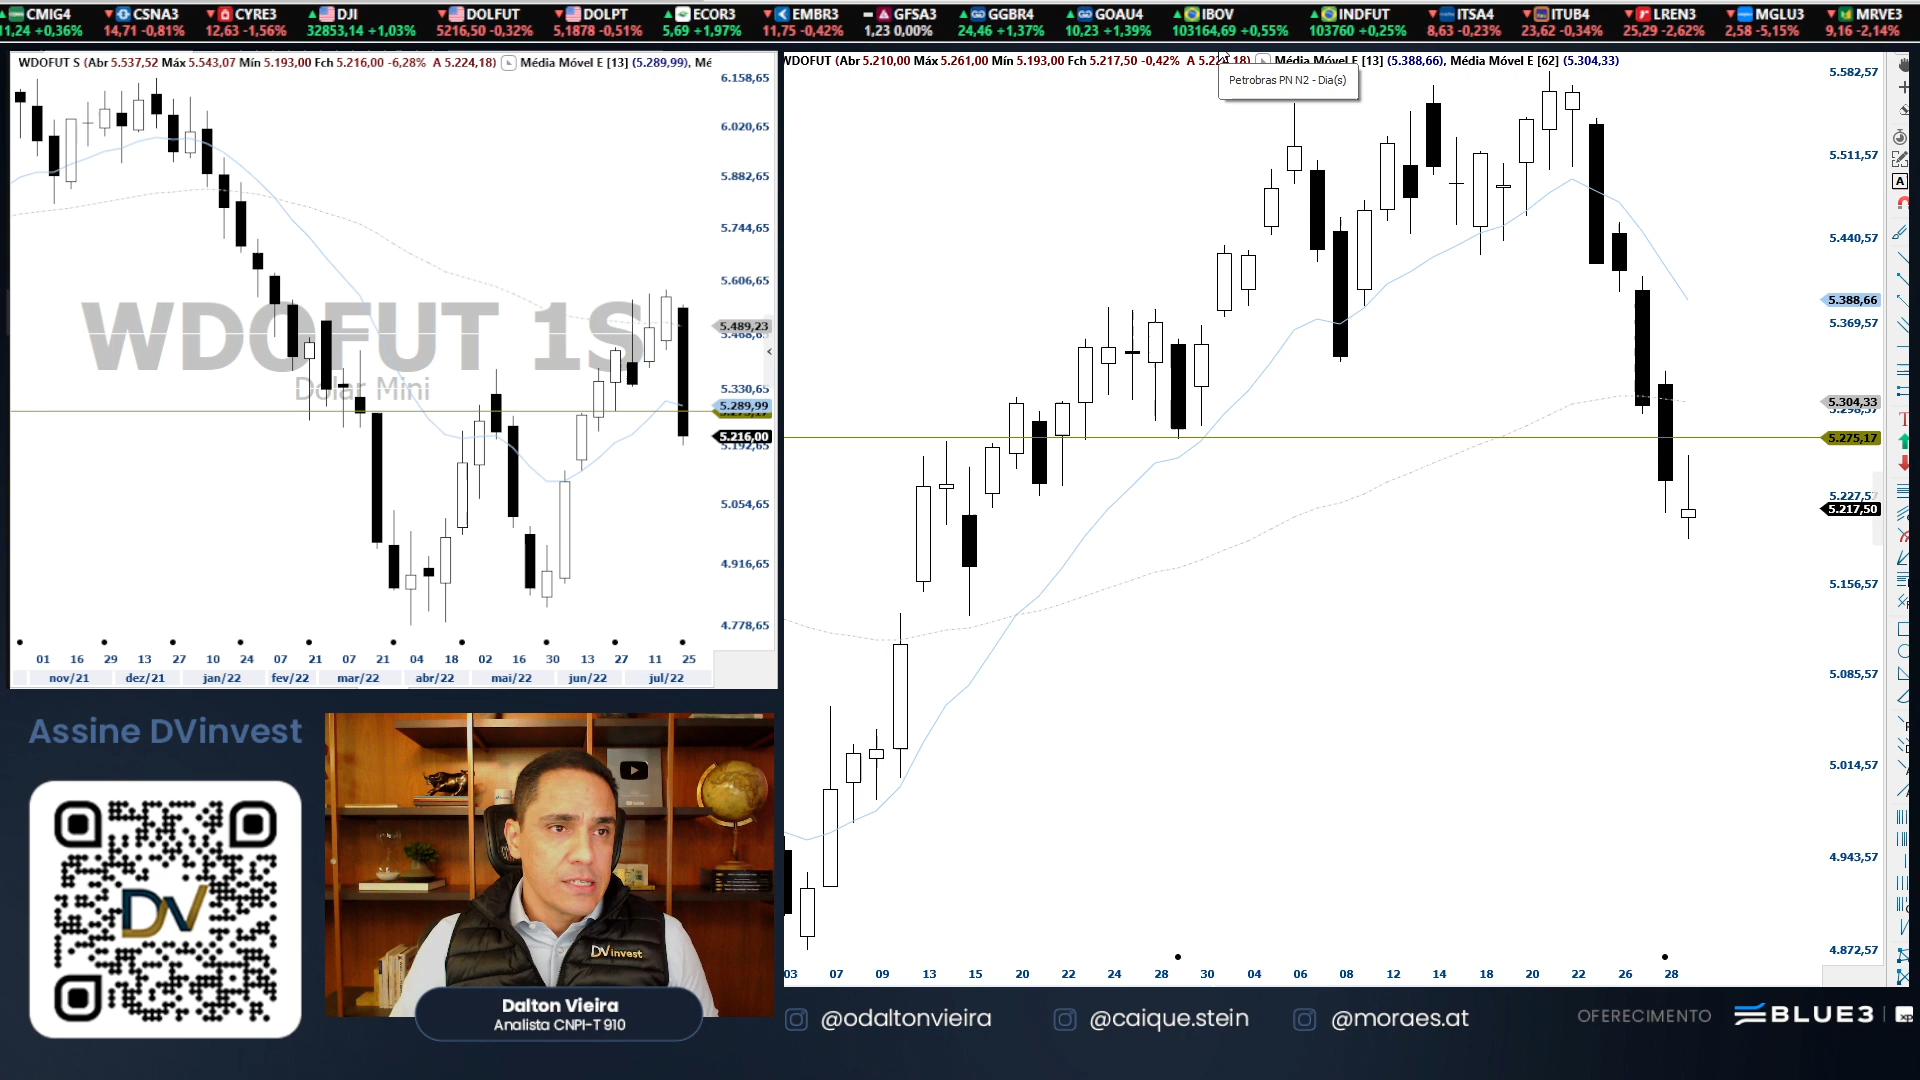 CMIG4 CSNA3 CYRE3 DJI DOLFUT DOLPT ECOR3 EMBR3 GFSA3 GGBR4 GOAU4 IBOV INDFUT ITSA4 ITUB4 LREN3 MGLU3 MRVE3
11,24 +0,36% 14,71 -0,81% 12,63 -1,56% 32853,14 +1,03% 5216,50 -0,32% 5,1878 -0,51% 5,69 +1,97% 11,75 -0,42% 1,23 0,00% 24,46 +1,37% 10,23 +1,39% 103164,69 +0,55% 103760 +0,25% 8,63 -0,23% 23,62 -0,34% 25,29 -2,62% 2,58 -5,15% 9,16 -2,14%
WDOFUT S (Abr 5.537,52 Máx 5.543,07 Mín 5.193,00 Fch 5.216,00 -6,28% A 5.224,18) Média Móvel E [13] (5.289,99), Mé
6.158,65
6.020,65
5.882,65
5.744,65
5.606,65
5.489,23
5.330,65
5.289,99
5.216,00
5.192,65
5.054,65
4.916,65
4.778,65
WDOFUT 1S
Dolar Mini
01 16 29 13 27 10 24 07 21 07 21 04 18 02 16 30 13 27 11 25
nov/21 dez/21 jan/22 fev/22 mar/22 abr/22 mai/22 jun/22 jul/22
WDOFUT (Abr 5.210,00 Máx 5.261,00 Mín 5.193,00 Fch 5.217,50 -0,42% Média Móvel E [13] (5.388,66), Média Móvel E [62] (5.304,33)
Petrobras PN N2 - Dia(s)
5.582,57
5.511,57
5.440,57
5.388,66
5.369,57
5.304,33
5.275,17
5.227,57
5.217,50
5.156,57
5.085,57
5.014,57
4.943,57
4.872,57
03 07 09 13 15 20 22 24 28 30 04 06 08 12 14 18 20 22 26 28
A
T
Assine DVinvest
DV
DVinvest
Dalton Vieira
Analista CNPI-T 910
@odaltonvieira @caique.stein @moraes.at
OFERECIMENTO BLUE3 xp